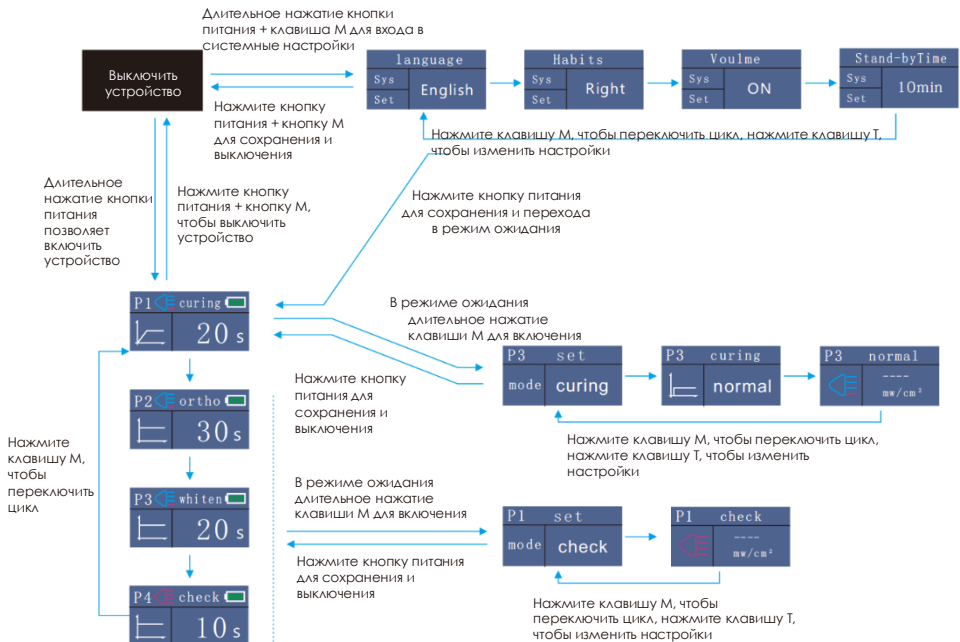 Длительное нажатие кнопки
питания + клавиша M для входа в
системные настройки
Выключить
устройство
Нажмите кнопку
питания + кнопку M
для сохранения и
выключения
language
Sys
Set
English
Habits
Sys
Set
Right
Voulme
Sys
Set
ON
Stand-byTime
Sys
Set
10min
Нажмите клавишу M, чтобы переключить цикл, нажмите клавишу T,
чтобы изменить настройки
Длительное
нажатие кнопки
питания
позволяет
включить
устройство
Нажмите кнопку
питания + кнопку M,
чтобы выключить
устройство
Нажмите кнопку питания
для сохранения и перехода
в режим ожидания
P1 curing
20 s
В режиме ожидания
длительное нажатие
клавиши M для включения
Нажмите кнопку
питания для
сохранения и
выключения
P3 set
mode curing
P3 curing
normal
P3 normal
----
mw/cm²
Нажмите клавишу M, чтобы переключить цикл,
нажмите клавишу T, чтобы изменить
настройки
P2 ortho
30 s
Нажмите
клавишу M,
чтобы
переключить
цикл
P3 whiten
20 s
В режиме ожидания
длительное нажатие
клавиши M для включения
Нажмите кнопку питания
для сохранения и
выключения
P1 set
mode check
P1 check
----
mw/cm²
Нажмите клавишу M, чтобы
переключить цикл, нажмите клавишу T,
чтобы изменить настройки
P4 check
10 s